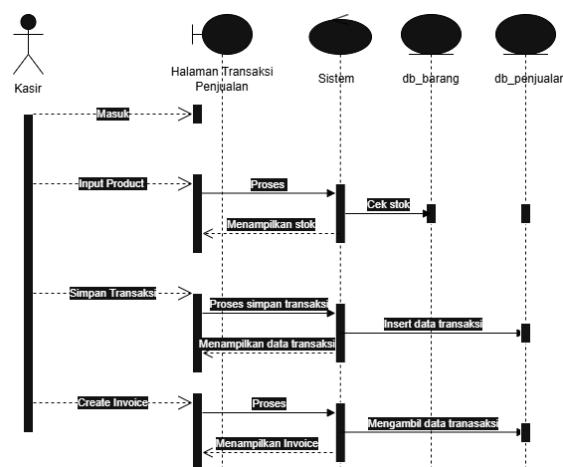 Kasir
Halaman Transaksi
Penjualan
Sistem
db_barang
db_penjualar
Masuk
Input Product
Proses
Cek stok
Menampilkan stok
Simpan Transaksi
Proses simpan transaksi
Insert data transaksi
Menampilkan data transaksi
Create Invoice
Proses
Mengambil data tranasaksi
Menampilkan Invoice